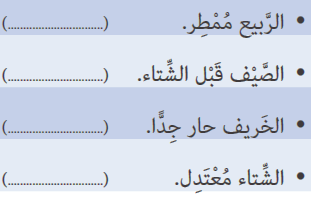 • الرَّبيع مُمْطِر. (..............................)
• الصَّيْف قَبْل الشِّتاء. (..............................)
• الخَريف حار جِدًّا. (..............................)
• الشِّتاء مُعْتَدِل. (..............................)